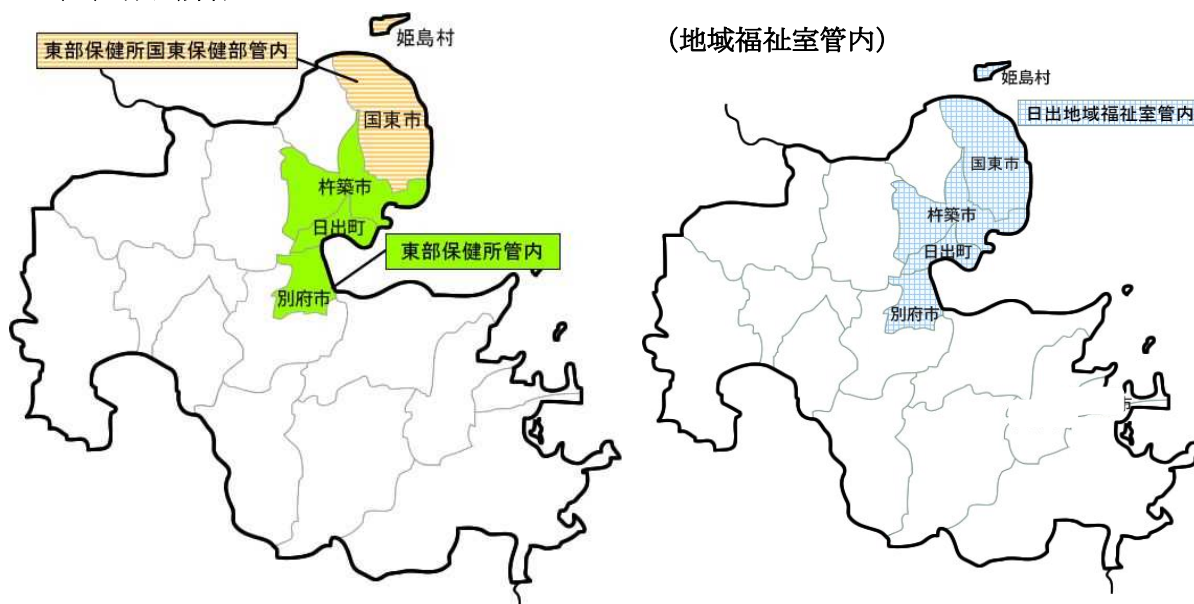 東部保健所国東保健部管内
姫島村
国東市
杵築市
日出町
東部保健所管内
別府市
(地域福祉室管内)
姫島村
日出地域福祉室管内
国東市
杵築市
日出町
別府市
市